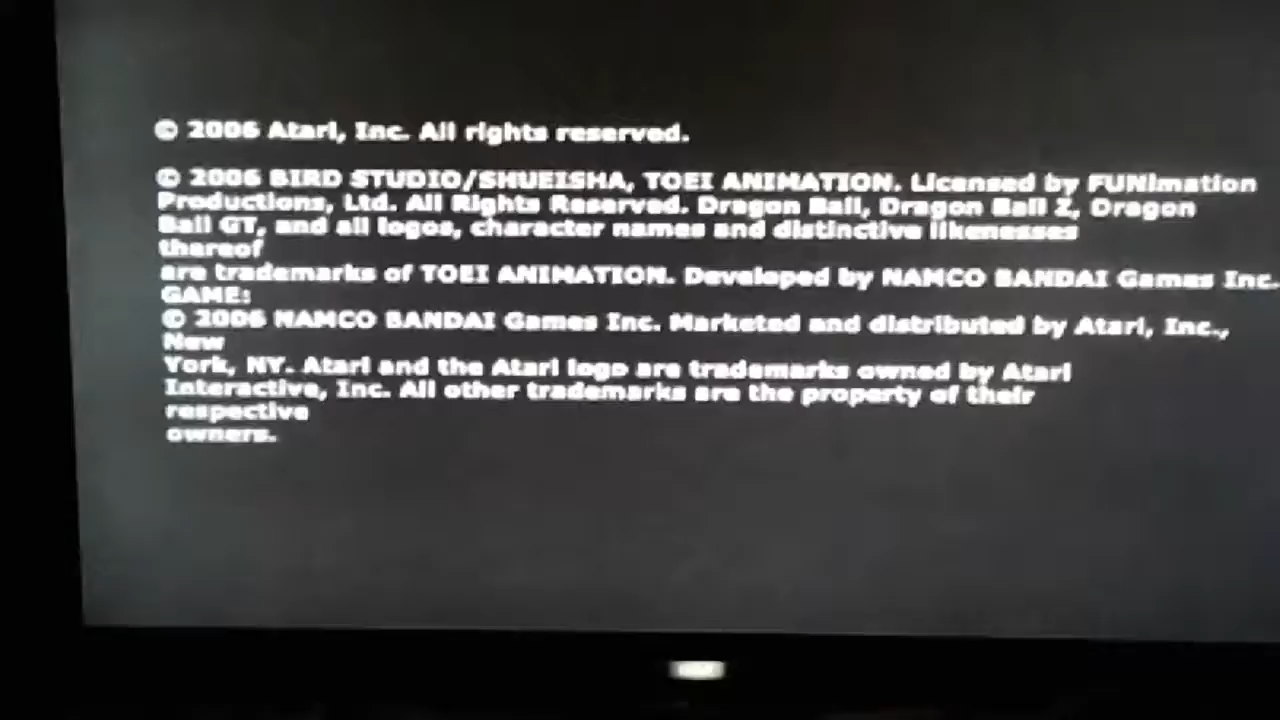 © 2006 Atari, Inc. All rights reserved.
© 2006 BIRD STUDIO/SHUEISHA, TOEI ANIMATION. Licensed by FUNimation
Productions, Ltd. All Rights Reserved. Dragon Ball, Dragon Ball Z, Dragon
Ball GT, and all logos, character names and distinctive likenesses
thereof
are trademarks of TOEI ANIMATION. Developed by NAMCO BANDAI Games Inc.
GAME:
© 2006 NAMCO BANDAI Games Inc. Marketed and distributed by Atari, Inc.,
New
York, NY. Atari and the Atari logo are trademarks owned by Atari
Interactive, Inc. All other trademarks are the property of their
respective
owners.